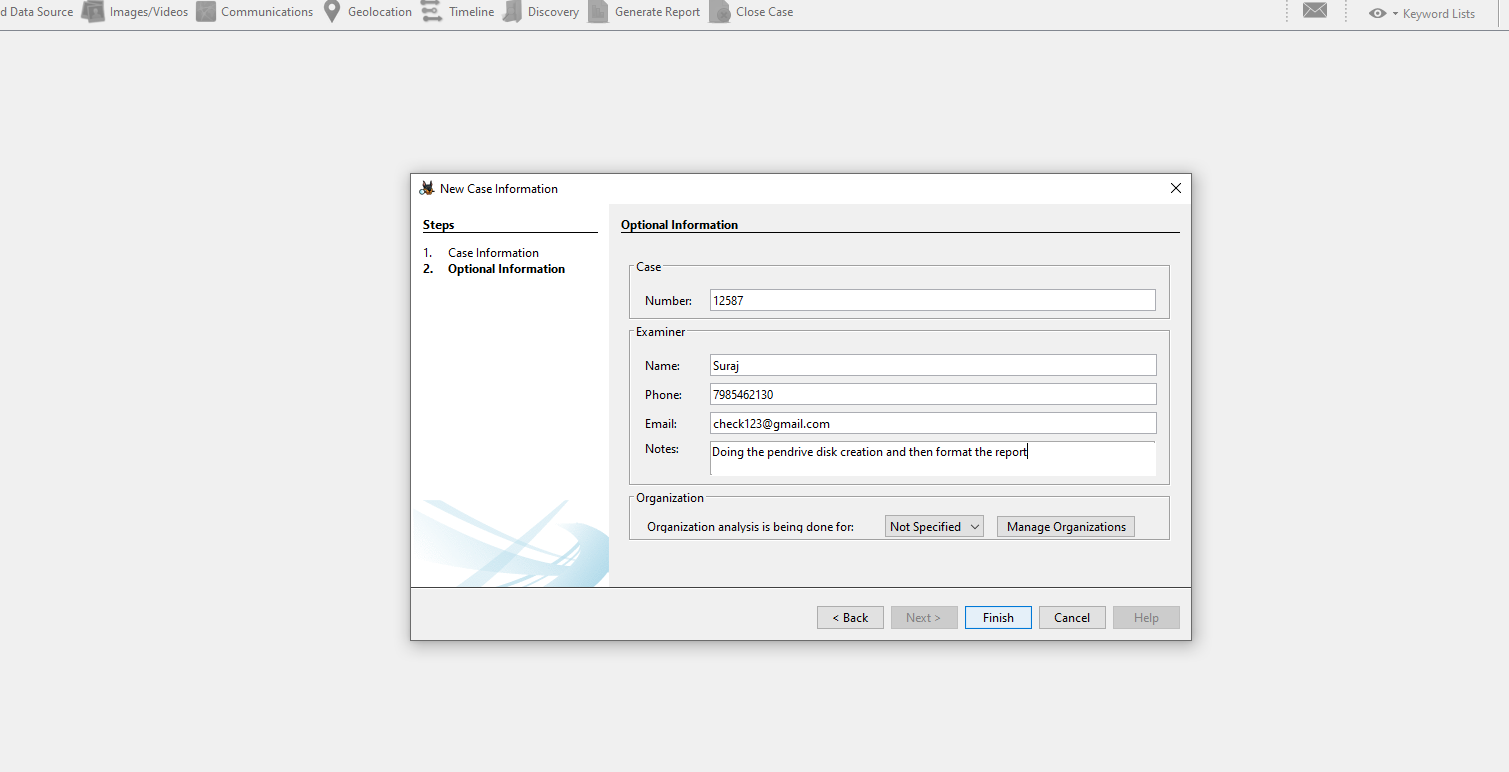 d Data Source Images/Videos Communications Geolocation Timeline Discovery Generate Report Close Case Keyword Lists
New Case Information
Steps
1. Case Information
2. Optional Information
Optional Information
Case
Number: 12587
Examiner
Name: Suraj
Phone: 7985462130
Email: check123@gmail.com
Notes: Doing the pendrive disk creation and then format the report
Organization
Organization analysis is being done for: Not Specified Manage Organizations
< Back Next > Finish Cancel Help